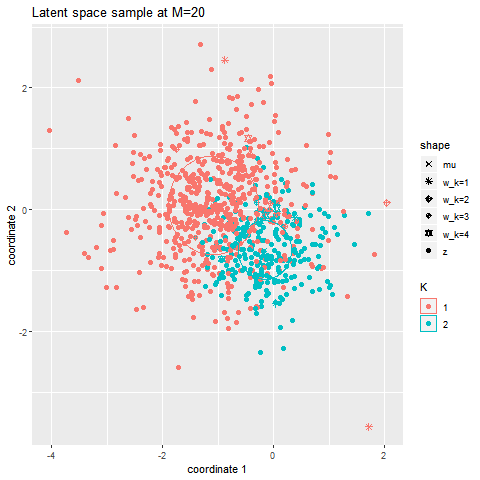 Latent space sample at M=20
coordinate 2
2
0
-2
-4
-2
0
2
coordinate 1
shape
mu
w_k=1
w_k=2
w_k=3
w_k=4
z
K
1
2